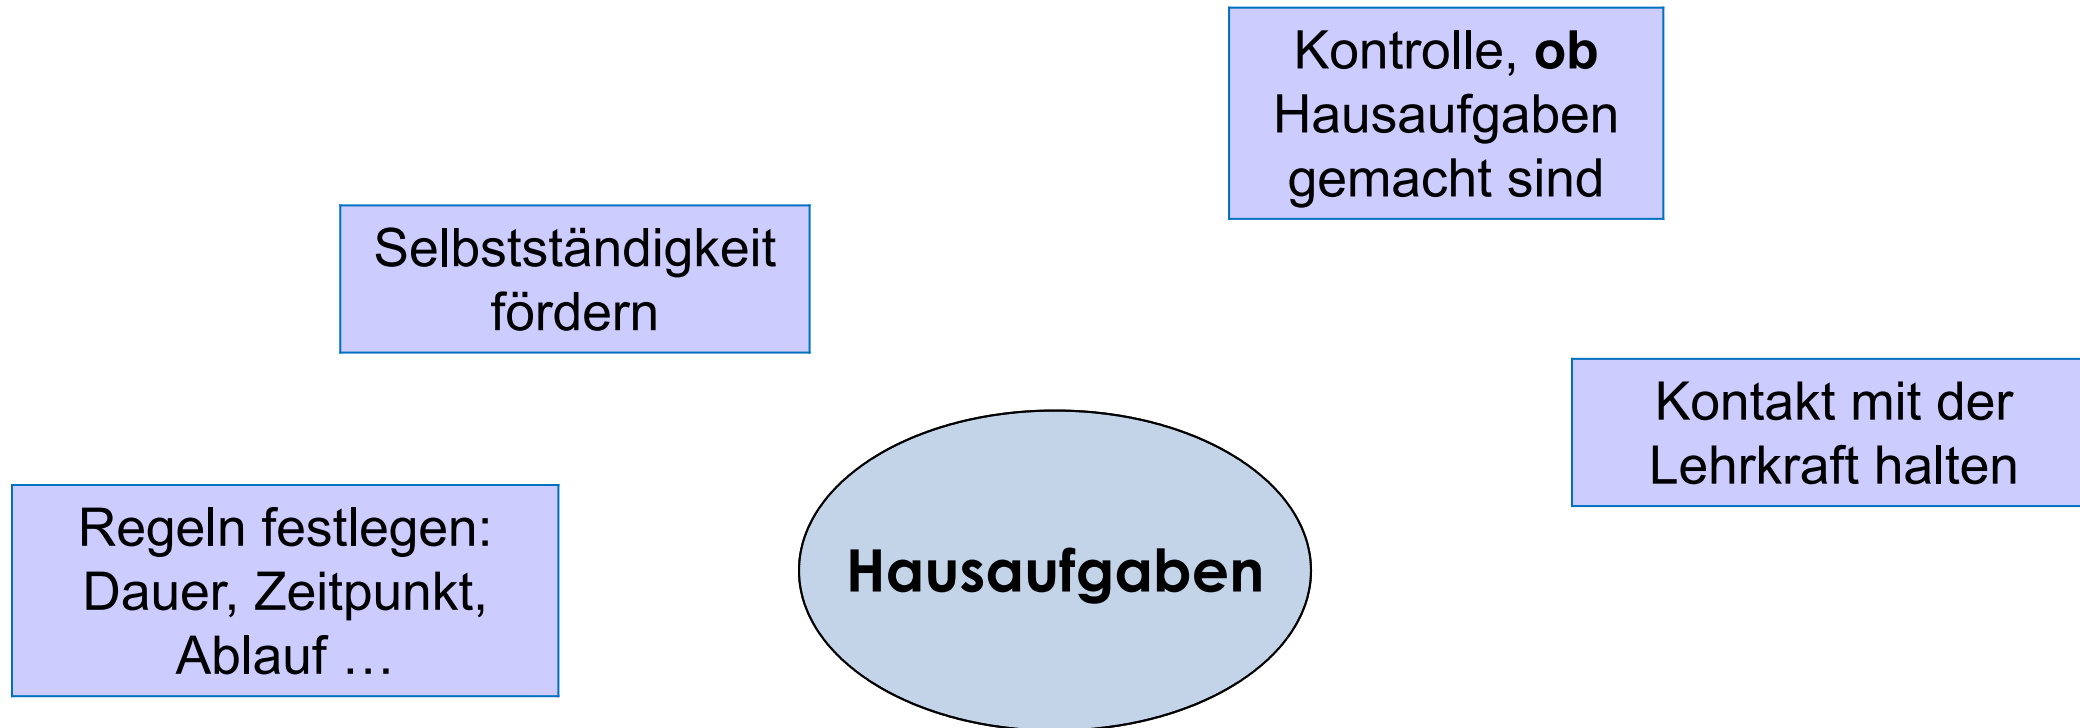 Kontrolle, ob
Hausaufgaben
gemacht sind
Selbstständigkeit
fördern
Kontakt mit der
Lehrkraft halten
Regeln festlegen:
Dauer, Zeitpunkt,
Ablauf …
Hausaufgaben